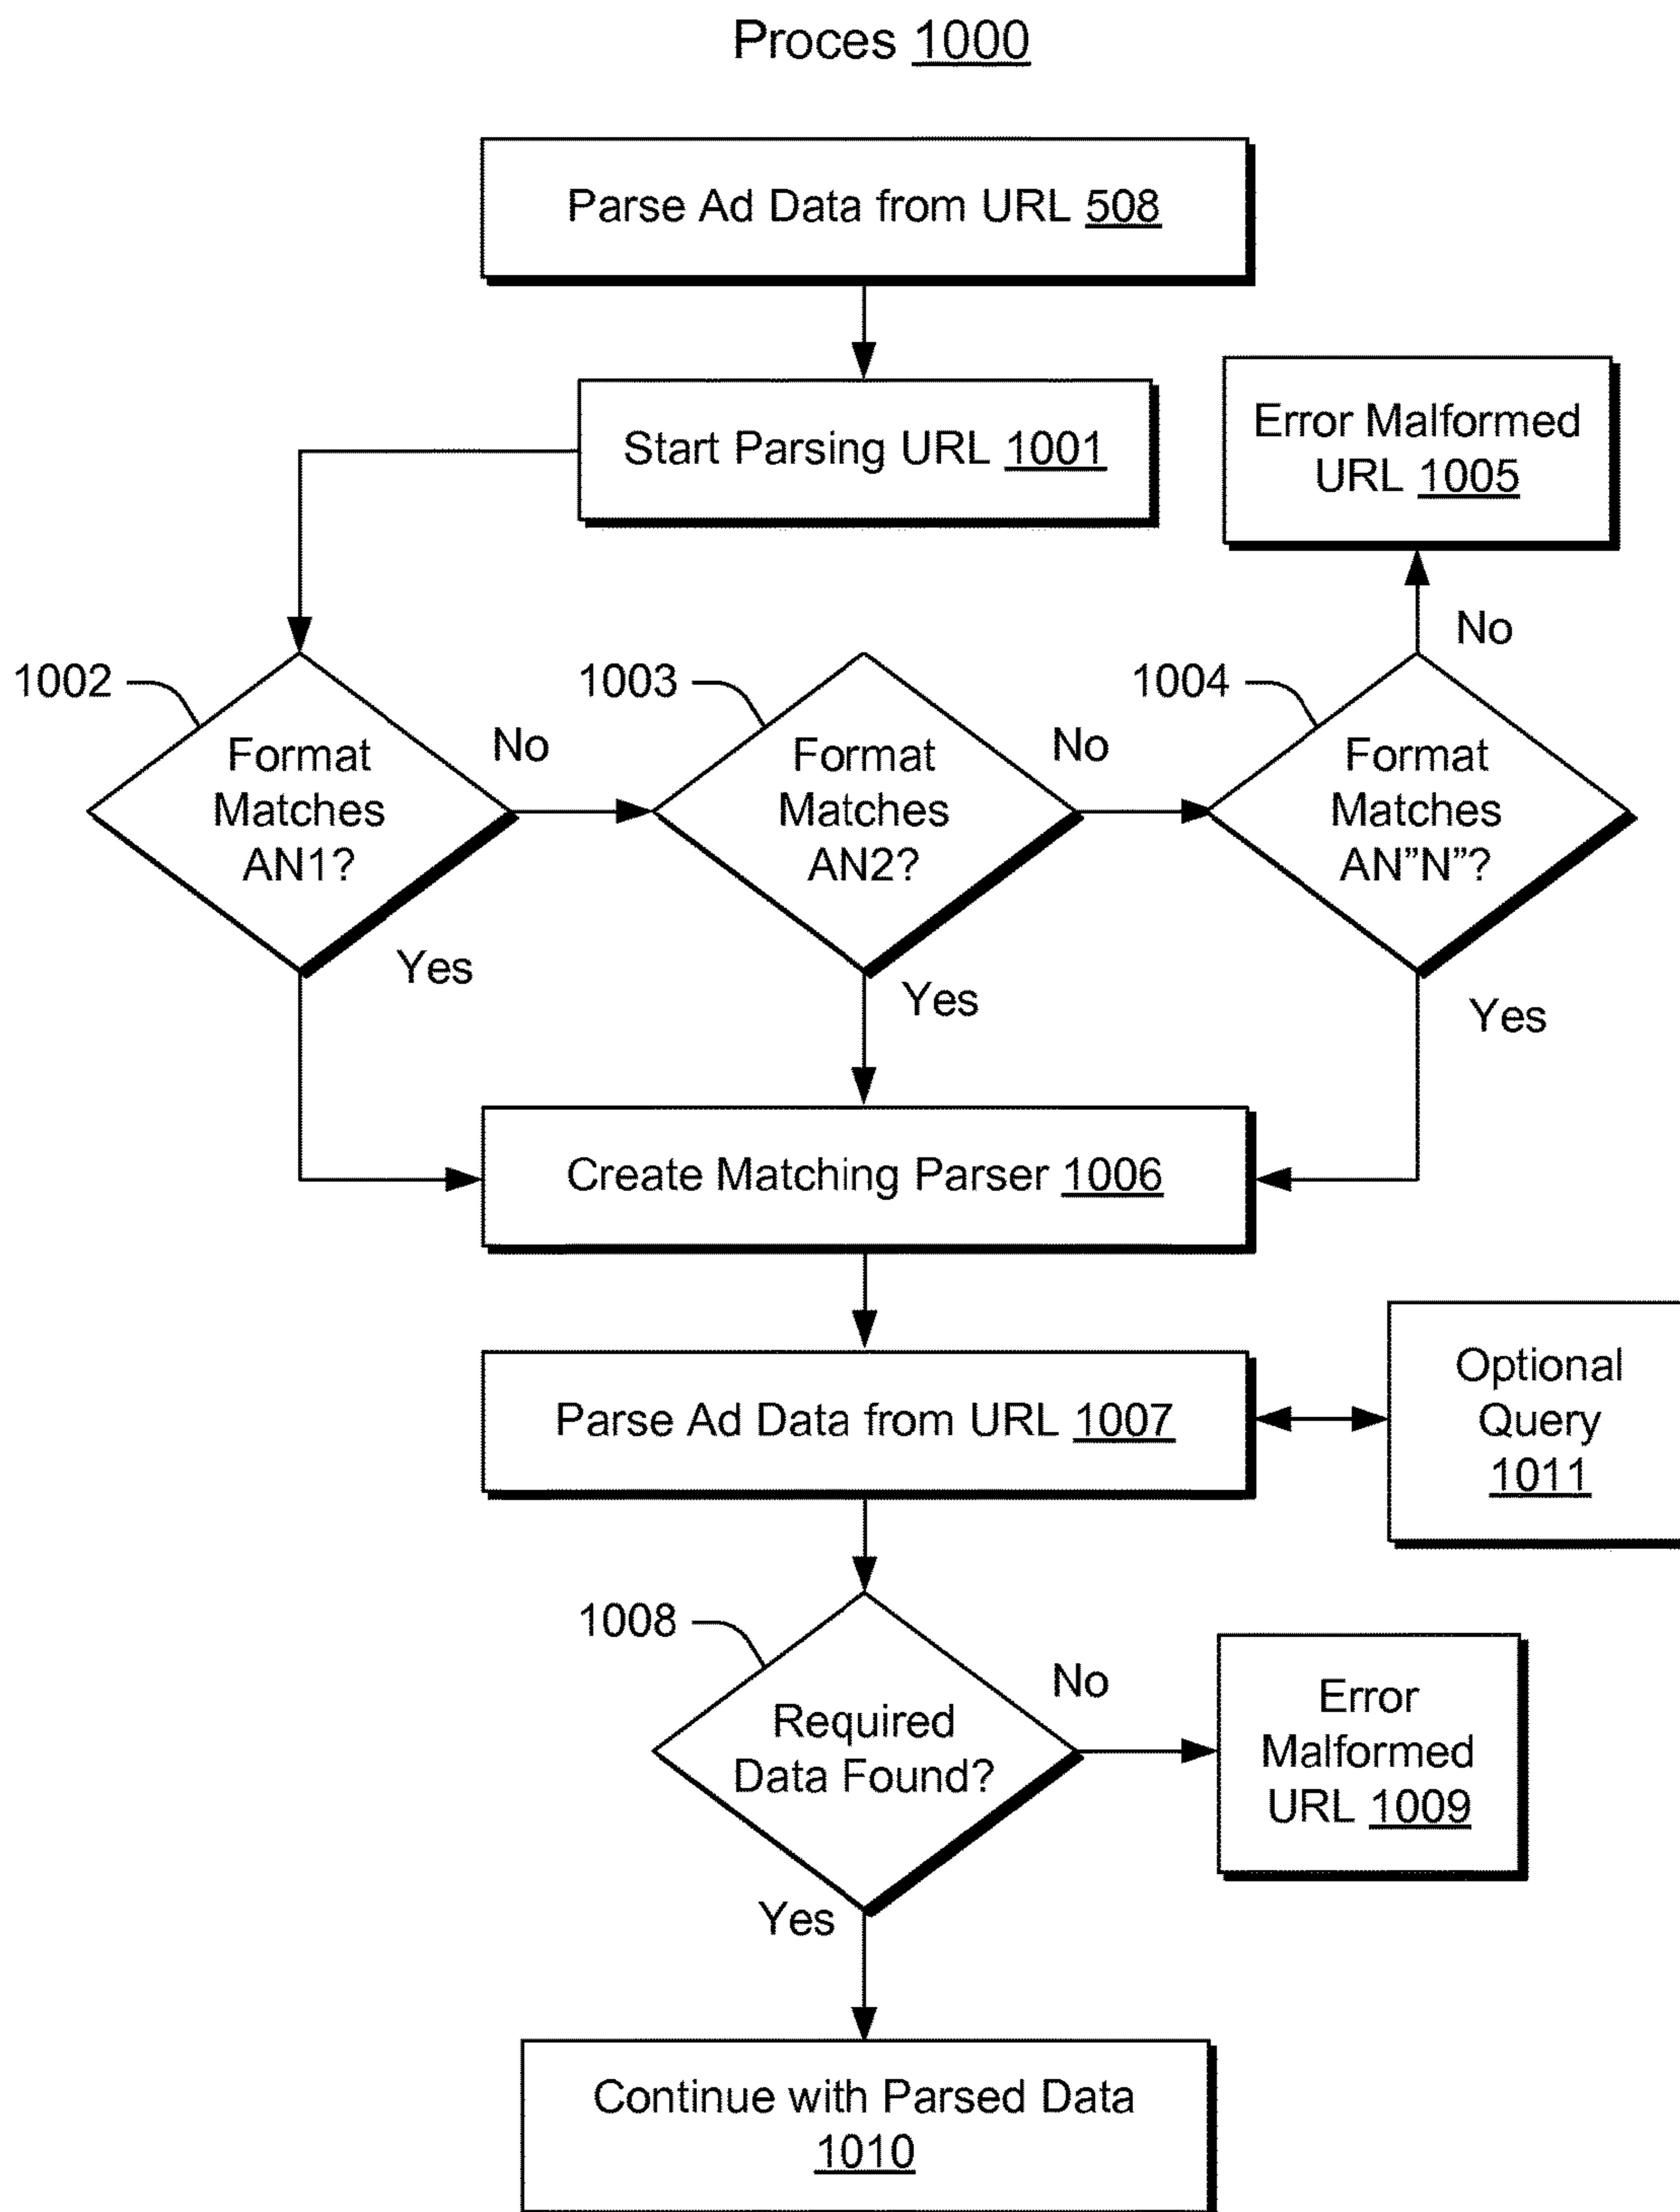 Proces 1000
Parse Ad Data from URL 508
Start Parsing URL 1001
Error Malformed
URL 1005
No
1002
Format
Matches
AN1?
No
Yes
1003
Format
Matches
AN2?
No
Yes
1004
Format
Matches
AN”N”?
Yes
Create Matching Parser 1006
Parse Ad Data from URL 1007
Optional
Query
1011
1008
Required
Data Found?
No
Error
Malformed
URL 1009
Yes
Continue with Parsed Data
1010